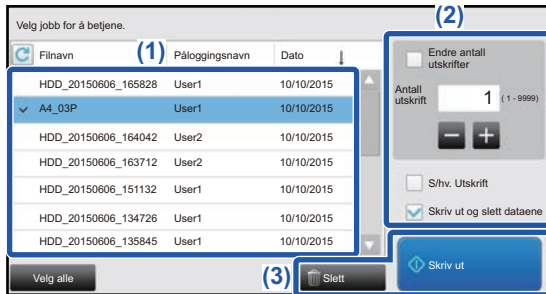 (2)
Velg jobb for å betjene.
Filnavn (1) Påloggingsnavn Dato
HDD_20150606_165828 User1 10/10/2015
A4_03P User1 10/10/2015
HDD_20150606_164042 User2 10/10/2015
HDD_20150606_163712 User2 10/10/2015
HDD_20150606_151132 User1 10/10/2015
HDD_20150606_134726 User1 10/10/2015
HDD_20150606_135845 User1 10/10/2015
Endre antall
utskrifter
Antall
utskrift
1 ( 1 - 9999)
S/hv. Utskrift
Skriv ut og slett dataene
Velg alle
(3) Slett
Skriv ut